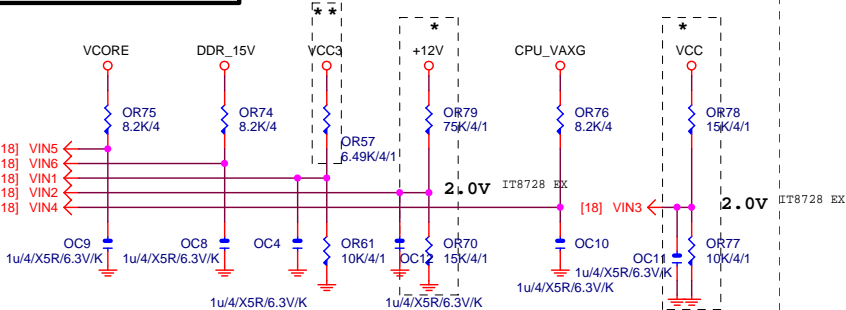 **
*
*
VCORE
DDR_15V
VCC3
+12V
CPU_VAXG
VCC
OR75
8.2K/4
OR74
8.2K/4
OR57
6.49K/4/1
OR79
75K/4/1
OR76
8.2K/4
OR78
15K/4/1
18] VIN5
18] VIN6
18] VIN1
18] VIN2
18] VIN4
2.0V IT8728 EX
[18] VIN3
2.0V IT8728 EX
OC9
1u/4/X5R/6.3V/K
OC8
1u/4/X5R/6.3V/K
OC4
1u/4/X5R/6.3V/K
OR61
10K/4/1
OC12
1u/4/X5R/6.3V/K
OR70
15K/4/1
OC10
1u/4/X5R/6.3V/K
OC11
1u/4/X5R/6.3V/K
OR77
10K/4/1